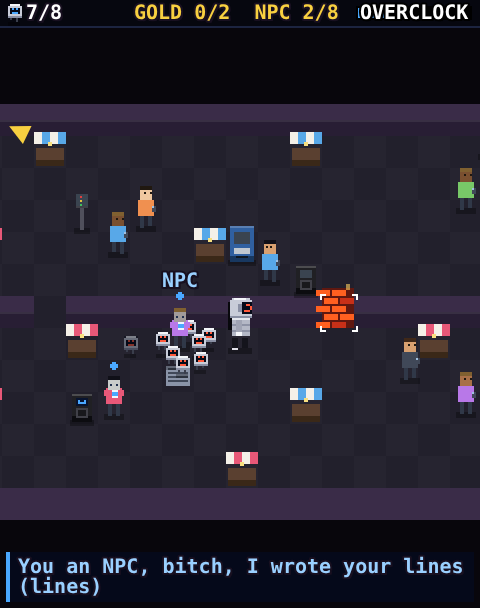 7/8 GOLD 0/2 NPC 2/8 OVERCLOCK
NPC
You an NPC, bitch, I wrote your lines
(lines)